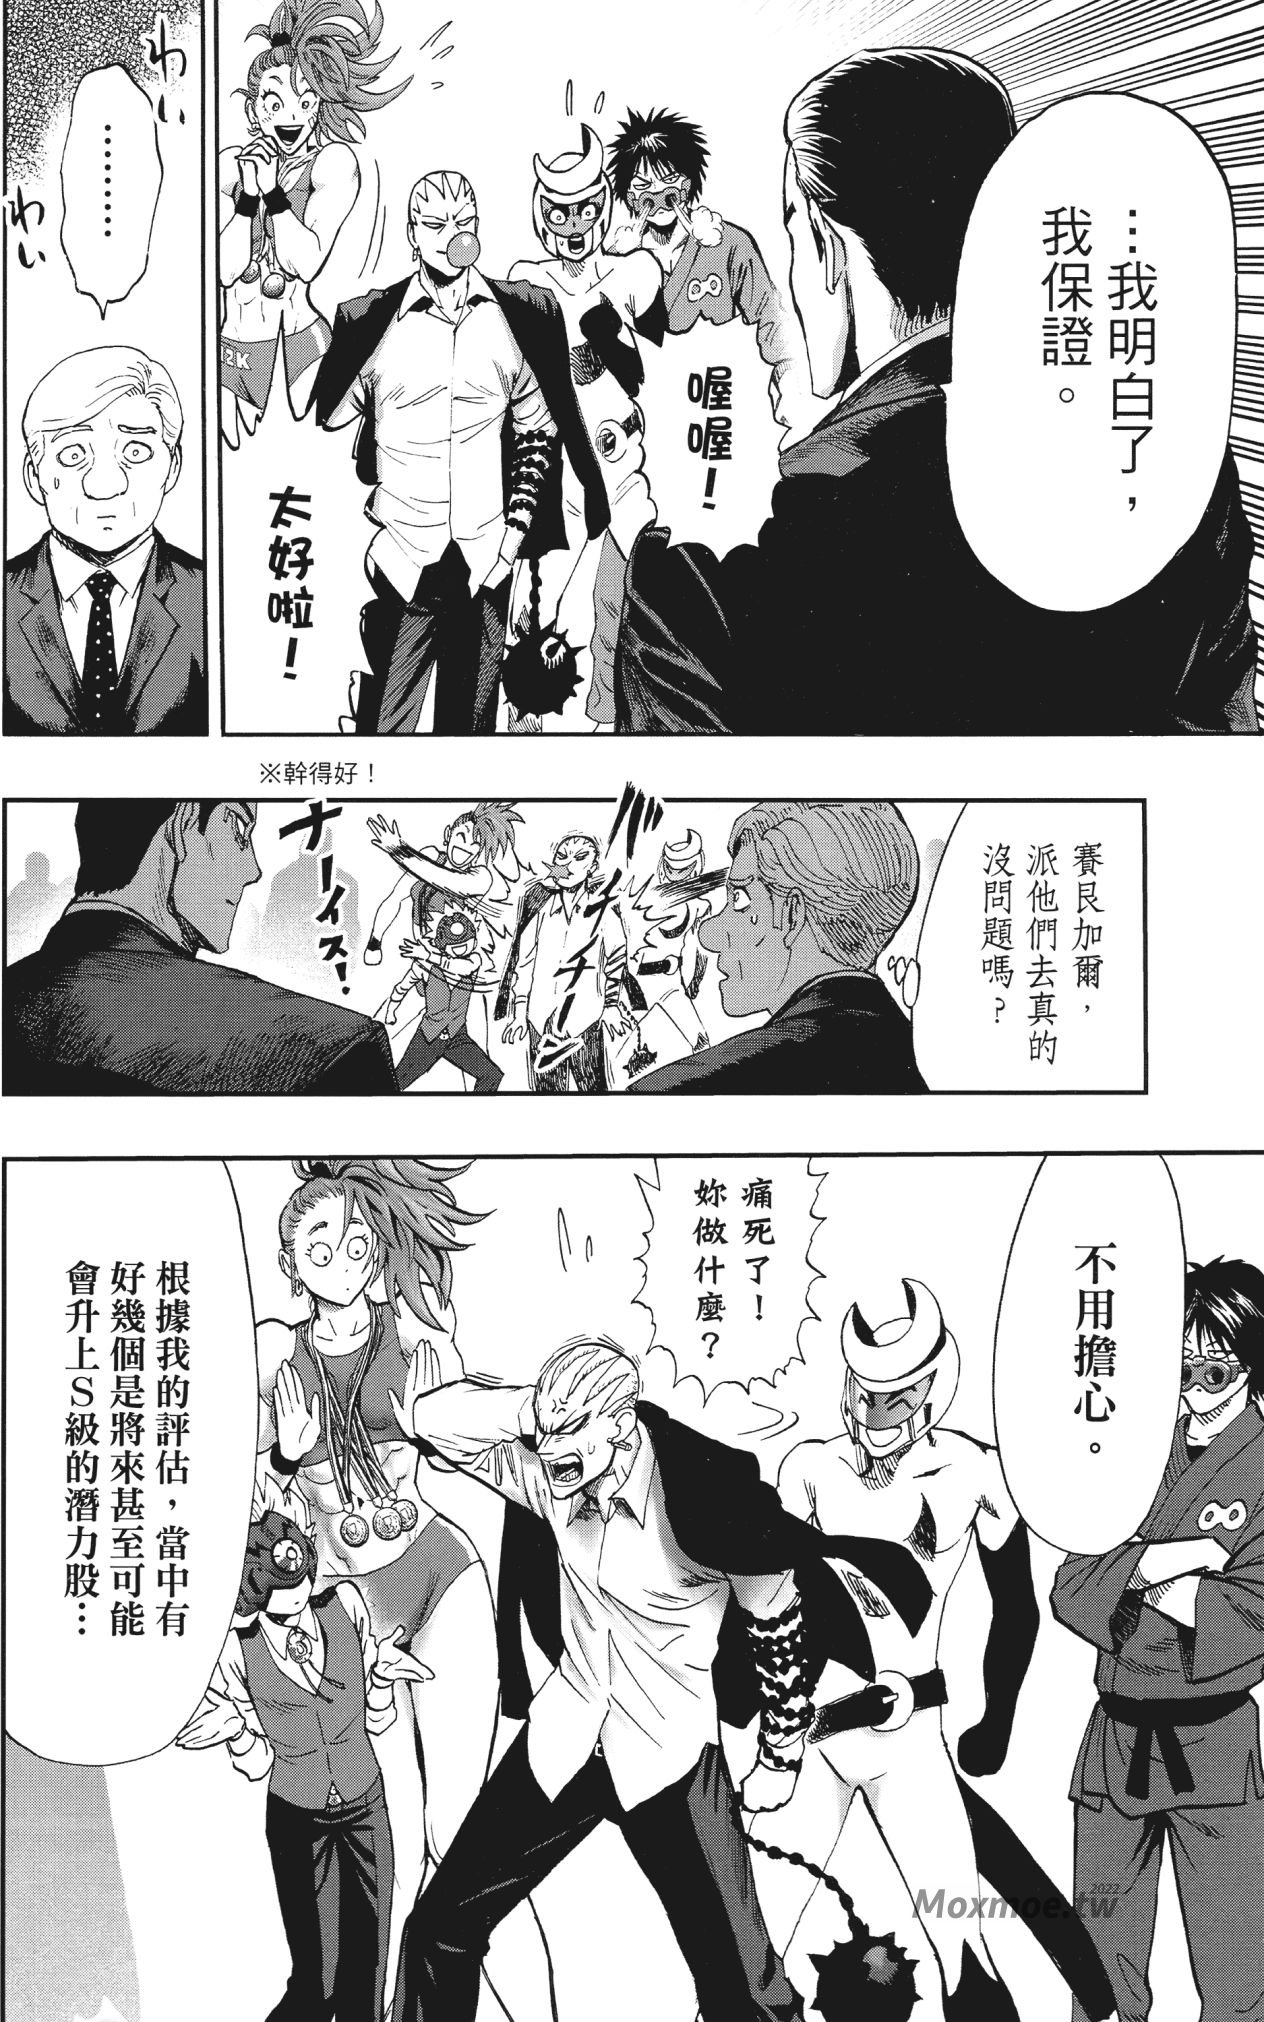 …我明白了，
我保證。
喔喔！
太好啦！
2K
わい
………
わい
※幹得好！
賽艮加爾，
派他們去真的
沒問題嗎？
ナーイス！
不用擔心。
痛死了！
妳做什麼？
根據我的評估，當中有
好幾個是將來甚至可能
會升上Ｓ級的潛力股…
2022
Moxmoe.tw